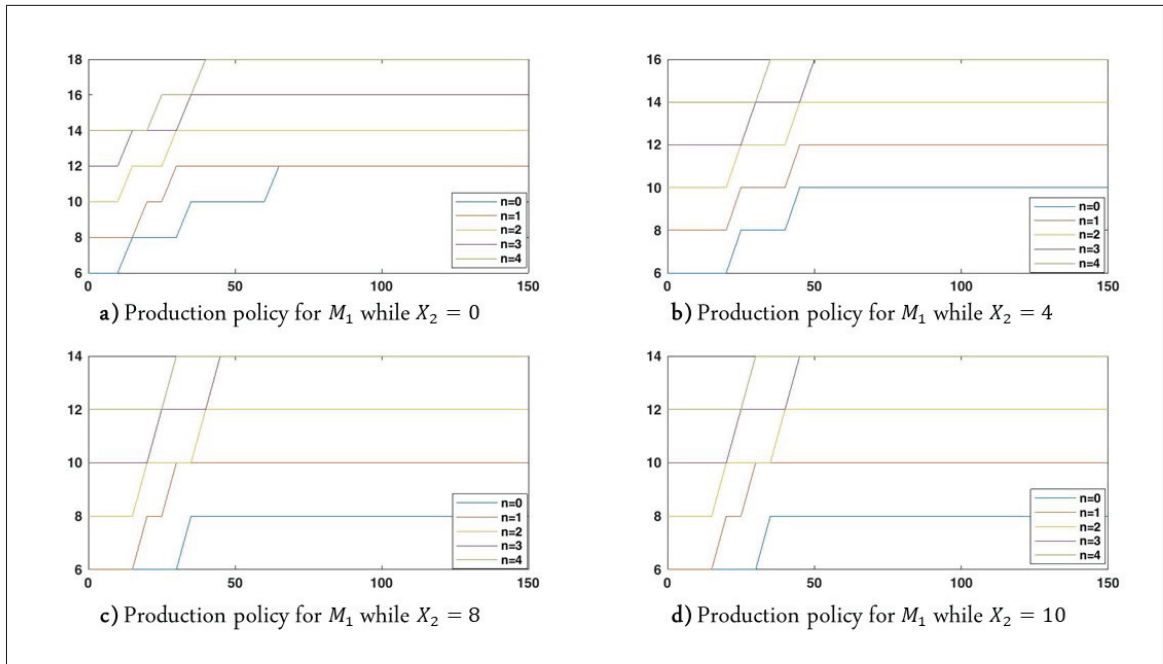 18
16
14
12
10
8
6
0
50
100
150
n=0
n=1
n=2
n=3
n=4
a) Production policy for M₁ while X₂ = 0
16
14
12
10
8
6
0
50
100
150
n=0
n=1
n=2
n=3
n=4
b) Production policy for M₁ while X₂ = 4
14
12
10
8
6
0
50
100
150
n=0
n=1
n=2
n=3
n=4
c) Production policy for M₁ while X₂ = 8
14
12
10
8
6
0
50
100
150
n=0
n=1
n=2
n=3
n=4
d) Production policy for M₁ while X₂ = 10